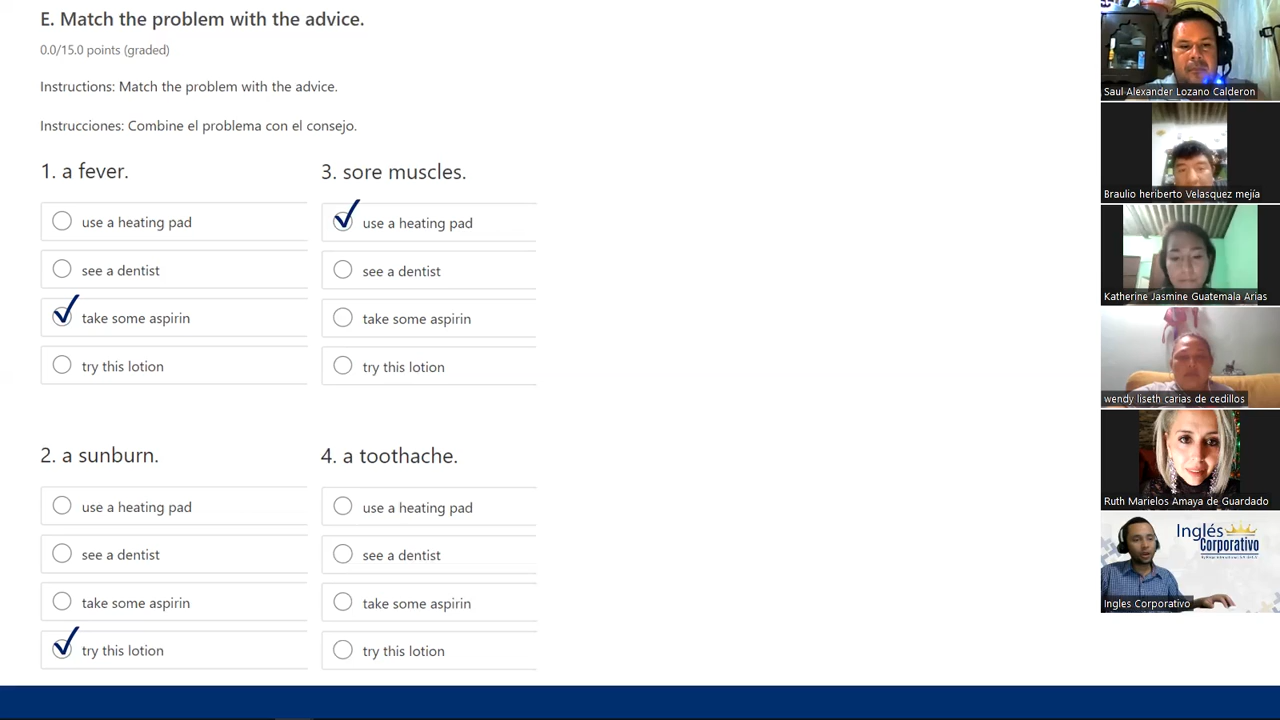 E. Match the problem with the advice.
0.0/15.0 points (graded)
Instructions: Match the problem with the advice.
Instrucciones: Combine el problema con el consejo.
1. a fever.
use a heating pad
see a dentist
take some aspirin
try this lotion
3. sore muscles.
use a heating pad
see a dentist
take some aspirin
try this lotion
2. a sunburn.
use a heating pad
see a dentist
take some aspirin
try this lotion
4. a toothache.
use a heating pad
see a dentist
take some aspirin
try this lotion
Saul Alexander Lozano Calderon
Braulio heriberto Velasquez mejía
Katherine Jasmine Guatemala Arias
wendy liseth carias de cedillos
Ruth Marielos Amaya de Guardado
Inglés
Corporativo
Ingles Corporativo